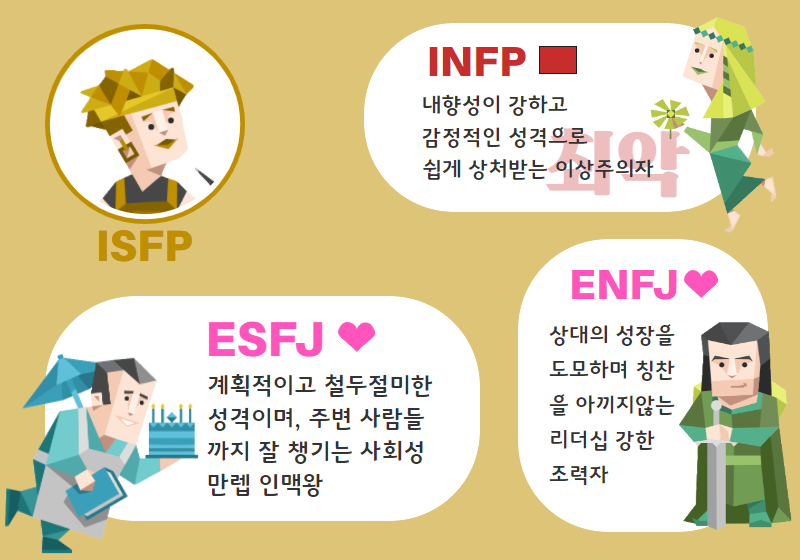 ISFP
INFP
내향성이 강하고
감정적인 성격으로
쉽게 상처받는 이상주의자
최악
ESFJ
계획적이고 철두절미한
성격이며, 주변 사람들
까지 잘 챙기는 사회성
만렙 인맥왕
ENFJ
상대의 성장을
도모하며 칭찬
을 아끼지않는
리더십 강한
조력자